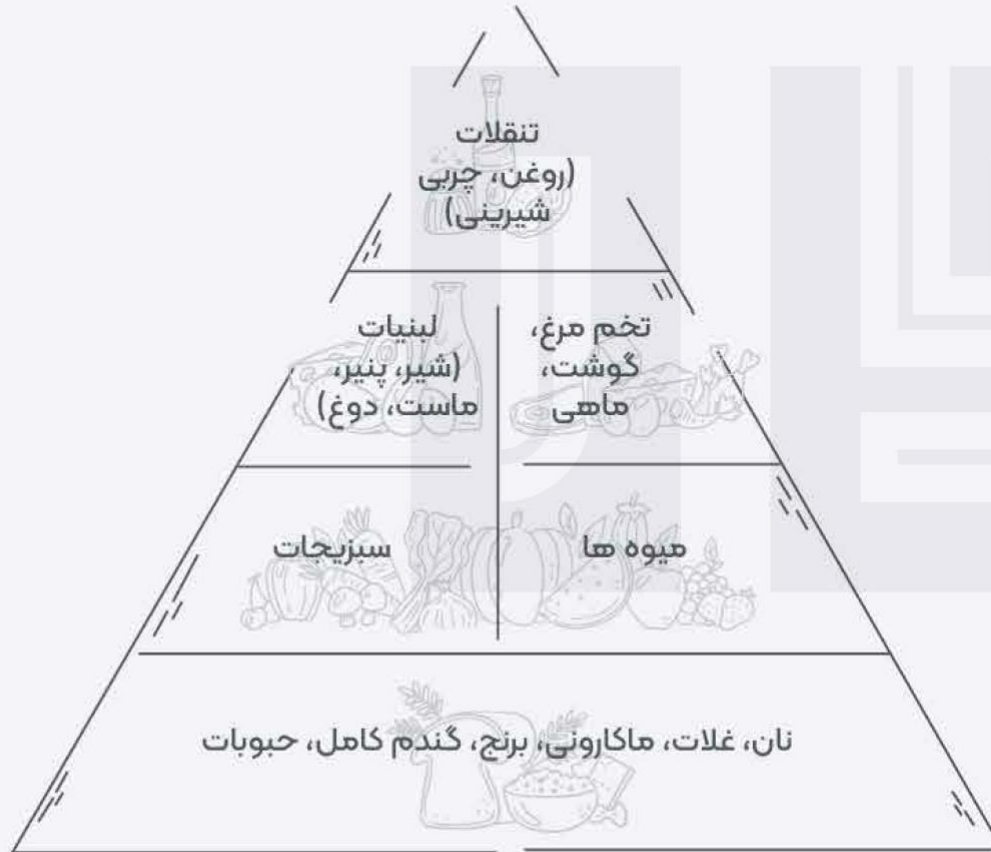 تنقلات
(روغن، چربی
شیرینی)
تخم مرغ،
گوشت،
ماهی
لبنیات
(شیر، پنیر،
ماست، دوغ)
میوه ها
سبزیجات
نان، غلات، ماکارونی، برنج، گندم کامل، حبوبات